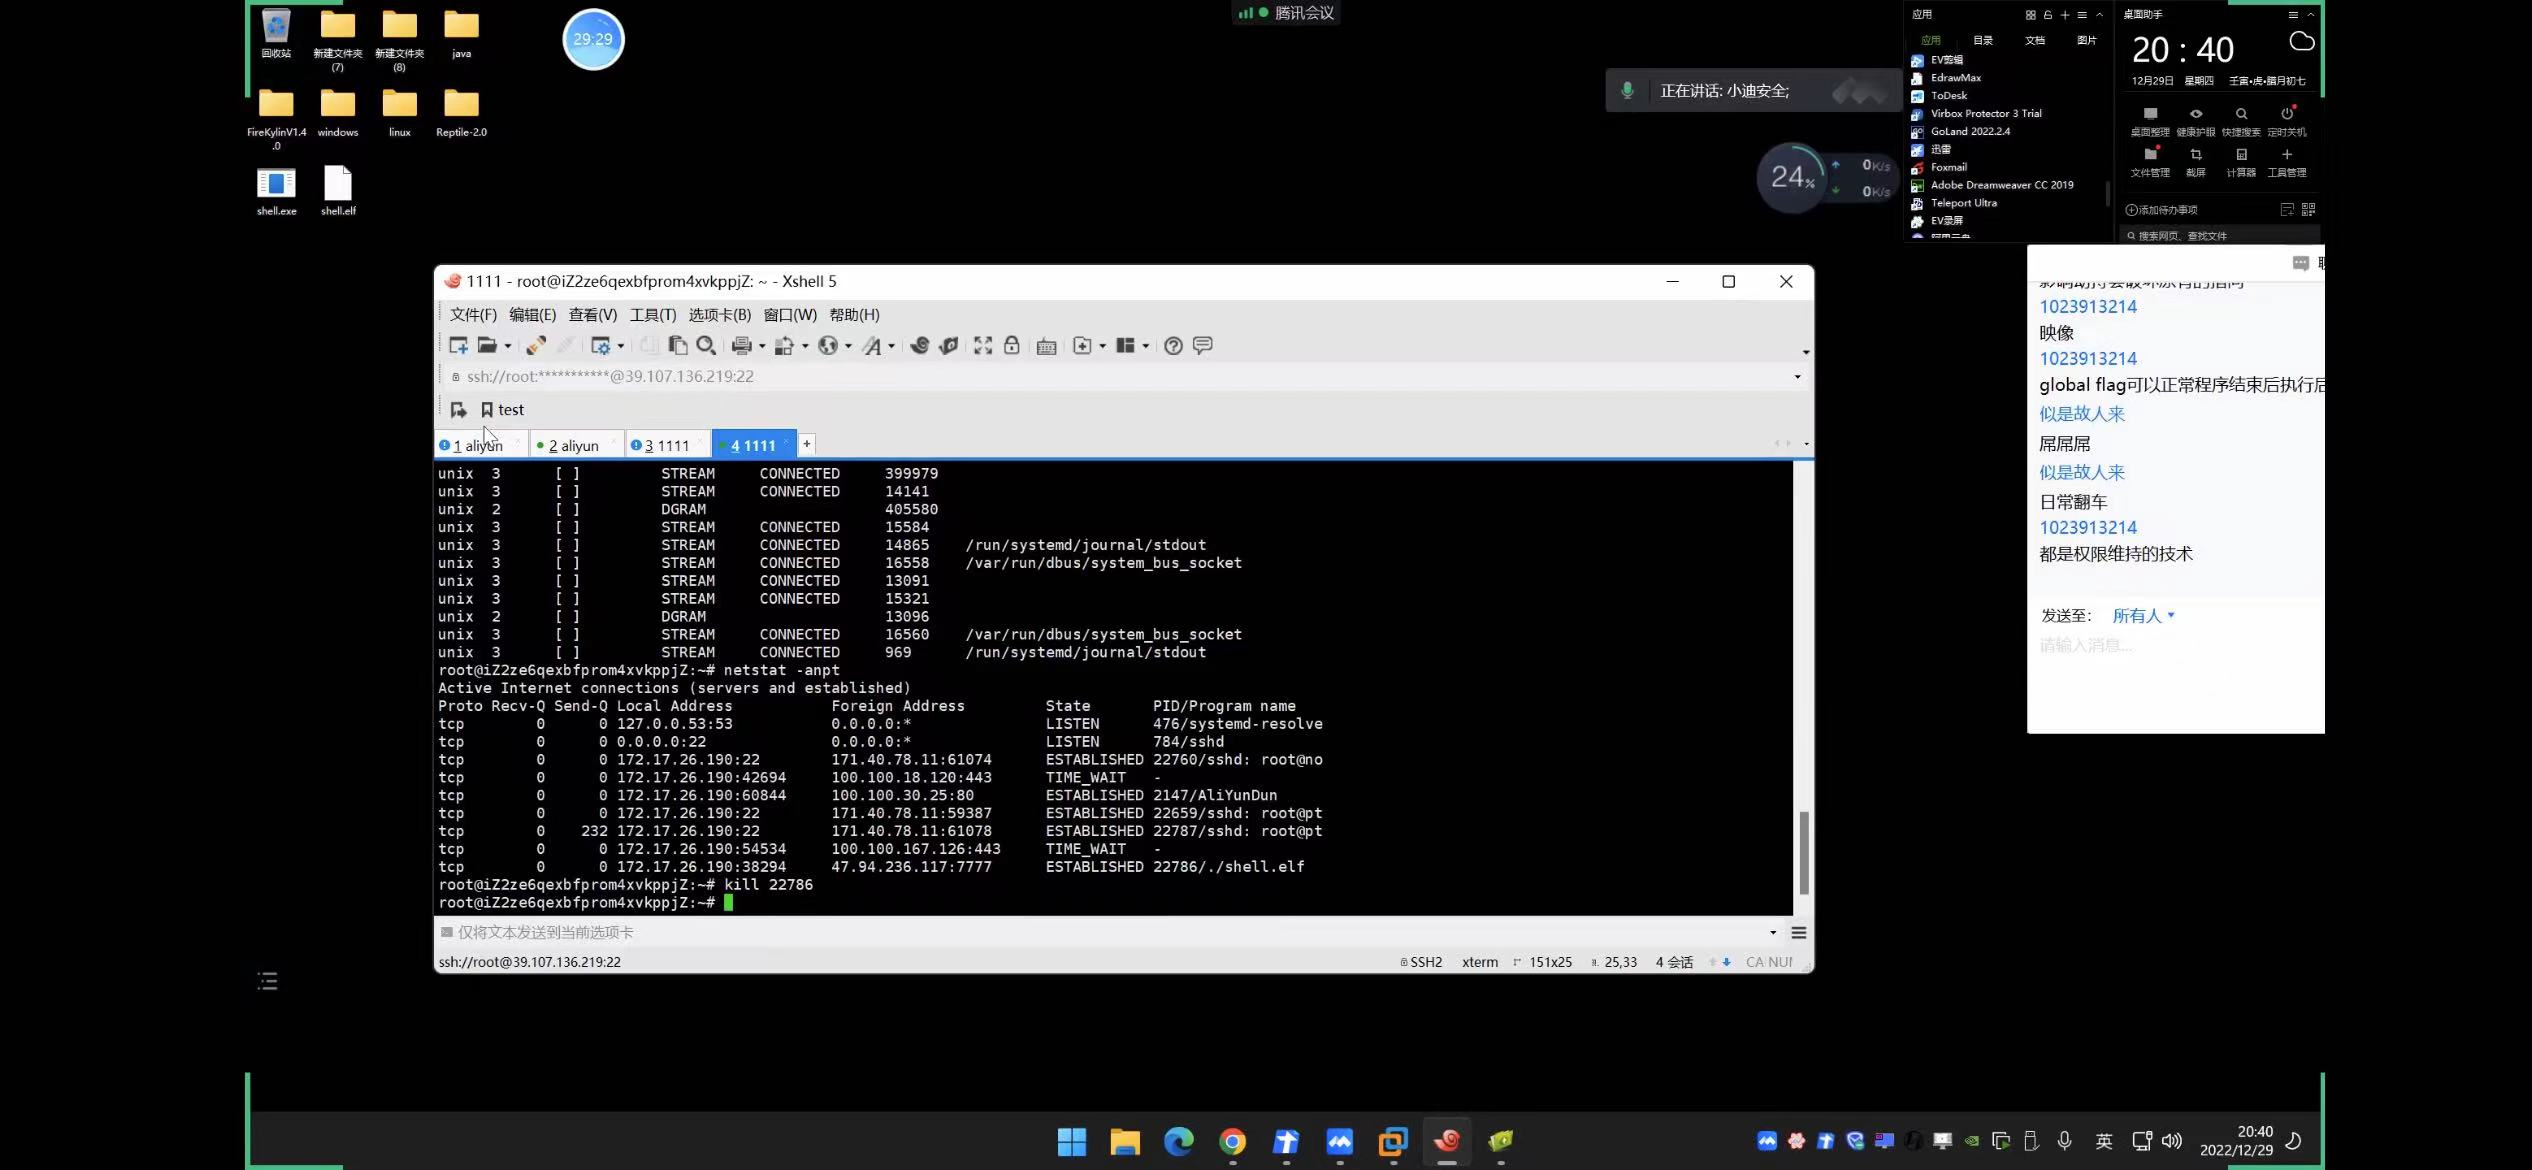 腾讯会议
回收站
新建文件夹 (7)
新建文件夹 (8)
java
29:29
FireKylinV1.4.0
windows
linux
Reptile-2.0
shell.exe
shell.elf
正在讲话: 小迪安全;
24%
0K/s
0K/s
应用
应用 目录 文档 图片
EV剪辑
EdrawMax
ToDesk
Virbox Protector 3 Trial
GoLand 2022.2.4
迅雷
Foxmail
Adobe Dreamweaver CC 2019
Teleport Ultra
EV录屏
桌面助手
20 : 40
12月29日 星期四 壬寅•虎•腊月初七
桌面整理 健康护眼 快捷搜索 定时关机
文件管理 截屏 计算器 工具管理
添加待办事项
搜索网页、查找文件
1111 - root@iZ2ze6qexbfprom4xvkppjZ: ~ - Xshell 5
文件(F) 编辑(E) 查看(V) 工具(T) 选项卡(B) 窗口(W) 帮助(H)
ssh://root:***********@39.107.136.219:22
test
1 aliyun 2 aliyun 3 1111 4 1111 +
unix 3 [ ] STREAM CONNECTED 399979
unix 3 [ ] STREAM CONNECTED 14141
unix 2 [ ] DGRAM 405580
unix 3 [ ] STREAM CONNECTED 15584
unix 3 [ ] STREAM CONNECTED 14865 /run/systemd/journal/stdout
unix 3 [ ] STREAM CONNECTED 16558 /var/run/dbus/system_bus_socket
unix 3 [ ] STREAM CONNECTED 13091
unix 3 [ ] STREAM CONNECTED 15321
unix 2 [ ] DGRAM 13096
unix 3 [ ] STREAM CONNECTED 16560 /var/run/dbus/system_bus_socket
unix 3 [ ] STREAM CONNECTED 969 /run/systemd/journal/stdout
root@iZ2ze6qexbfprom4xvkppjZ:~# netstat -anpt
Active Internet connections (servers and established)
Proto Recv-Q Send-Q Local Address Foreign Address State PID/Program name
tcp 0 0 127.0.0.53:53 0.0.0.0:* LISTEN 476/systemd-resolve
tcp 0 0 0.0.0.0:22 0.0.0.0:* LISTEN 784/sshd
tcp 0 0 172.17.26.190:22 171.40.78.11:61074 ESTABLISHED 22760/sshd: root@no
tcp 0 0 172.17.26.190:42694 100.100.18.120:443 TIME_WAIT -
tcp 0 0 172.17.26.190:60844 100.100.30.25:80 ESTABLISHED 2147/AliYunDun
tcp 0 0 172.17.26.190:22 171.40.78.11:59387 ESTABLISHED 22659/sshd: root@pt
tcp 0 232 172.17.26.190:22 171.40.78.11:61078 ESTABLISHED 22787/sshd: root@pt
tcp 0 0 172.17.26.190:54534 100.100.167.126:443 TIME_WAIT -
tcp 0 0 172.17.26.190:38294 47.94.236.117:7777 ESTABLISHED 22786/./shell.elf
root@iZ2ze6qexbfprom4xvkppjZ:~# kill 22786
root@iZ2ze6qexbfprom4xvkppjZ:~#
仅将文本发送到当前选项卡
ssh://root@39.107.136.219:22 SSH2 xterm 151x25 25,33 4 会话 CA NUM
1023913214
映像
1023913214
global flag可以正常程序结束后执行后
似是故人来
屌屌屌
似是故人来
日常翻车
1023913214
都是权限维持的技术
发送至: 所有人
请输入消息...
英
20:40
2022/12/29